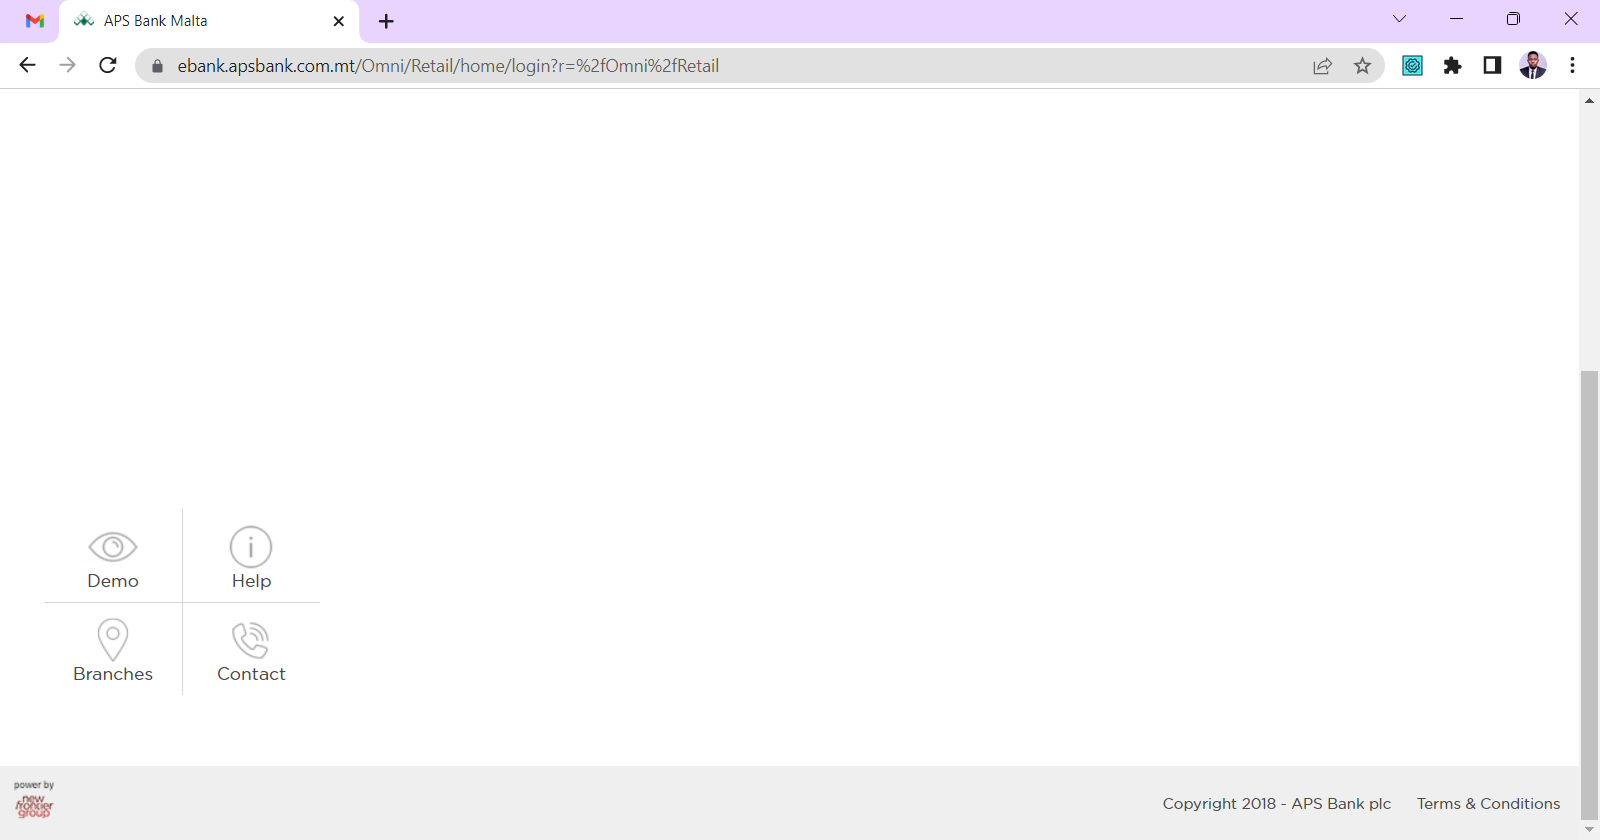 APS Bank Malta
ebank.apsbank.com.mt/Omni/Retail/home/login?r=%2fOmni%2fRetail
Demo
Help
Branches
Contact
power by
new
frontier
group
Copyright 2018 - APS Bank plc
Terms & Conditions